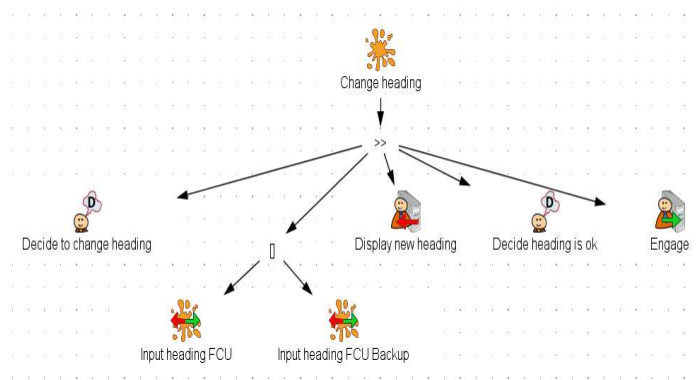 Change heading
>>
D
D
Decide to change heading
Display new heading
Decide heading is ok
Engage
[]
Input heading FCU
Input heading FCU Backup